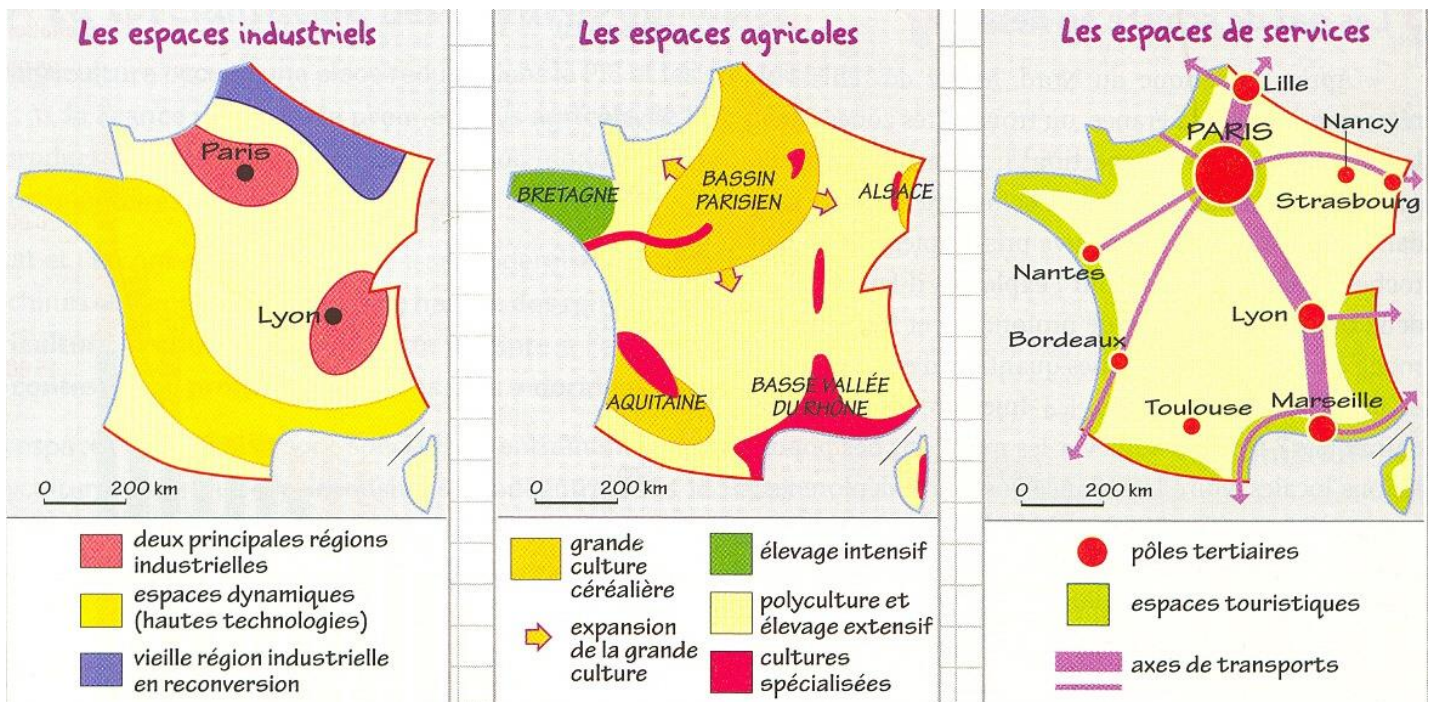 Les espaces industriels
Paris
Lyon
0 200 km
deux principales régions
industrielles
espaces dynamiques
(hautes technologies)
vieille région industrielle
en reconversion
Les espaces agricoles
BRETAGNE
BASSIN
PARISIEN
ALSACE
AQUITAINE
BASSE VALLÉE
DU RHÔNE
0 200 km
grande
culture
céréalière
expansion
de la grande
culture
élevage intensif
polyculture et
élevage extensif
cultures
spécialisées
Les espaces de services
Lille
PARIS
Nancy
Strasbourg
Nantes
Lyon
Bordeaux
Toulouse
Marseille
0 200 km
pôles tertiaires
espaces touristiques
axes de transports